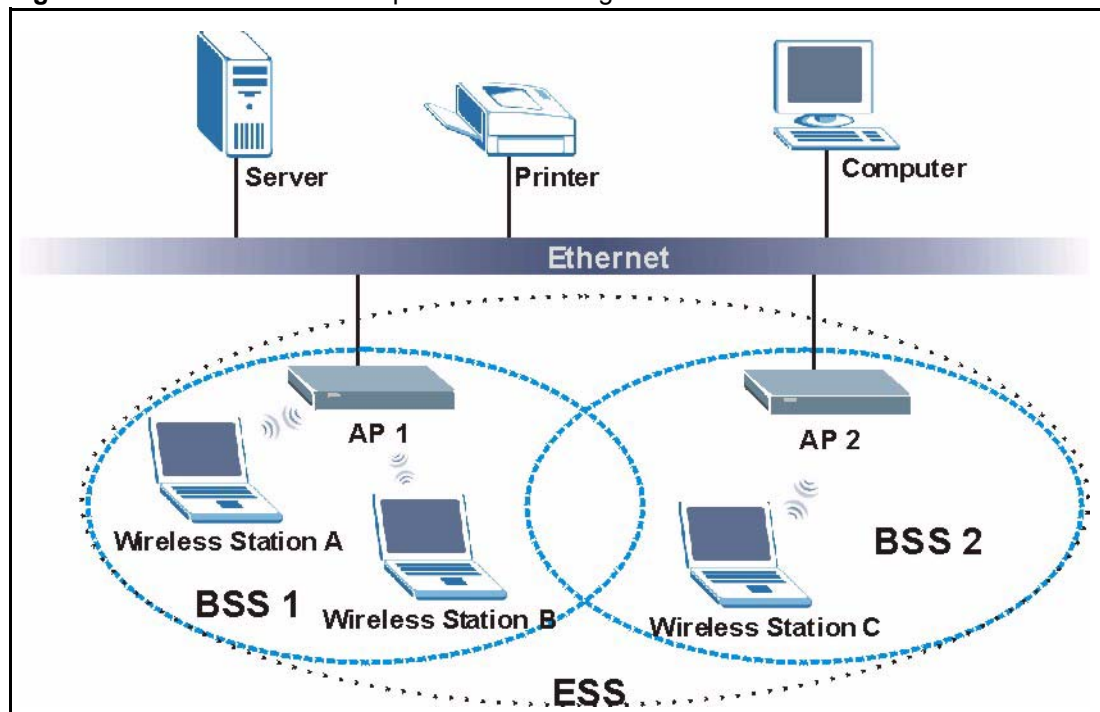 Server
Printer
Computer
Ethernet
AP 1
AP 2
Wireless Station A
BSS 2
BSS 1
Wireless Station B
Wireless Station C
ESS